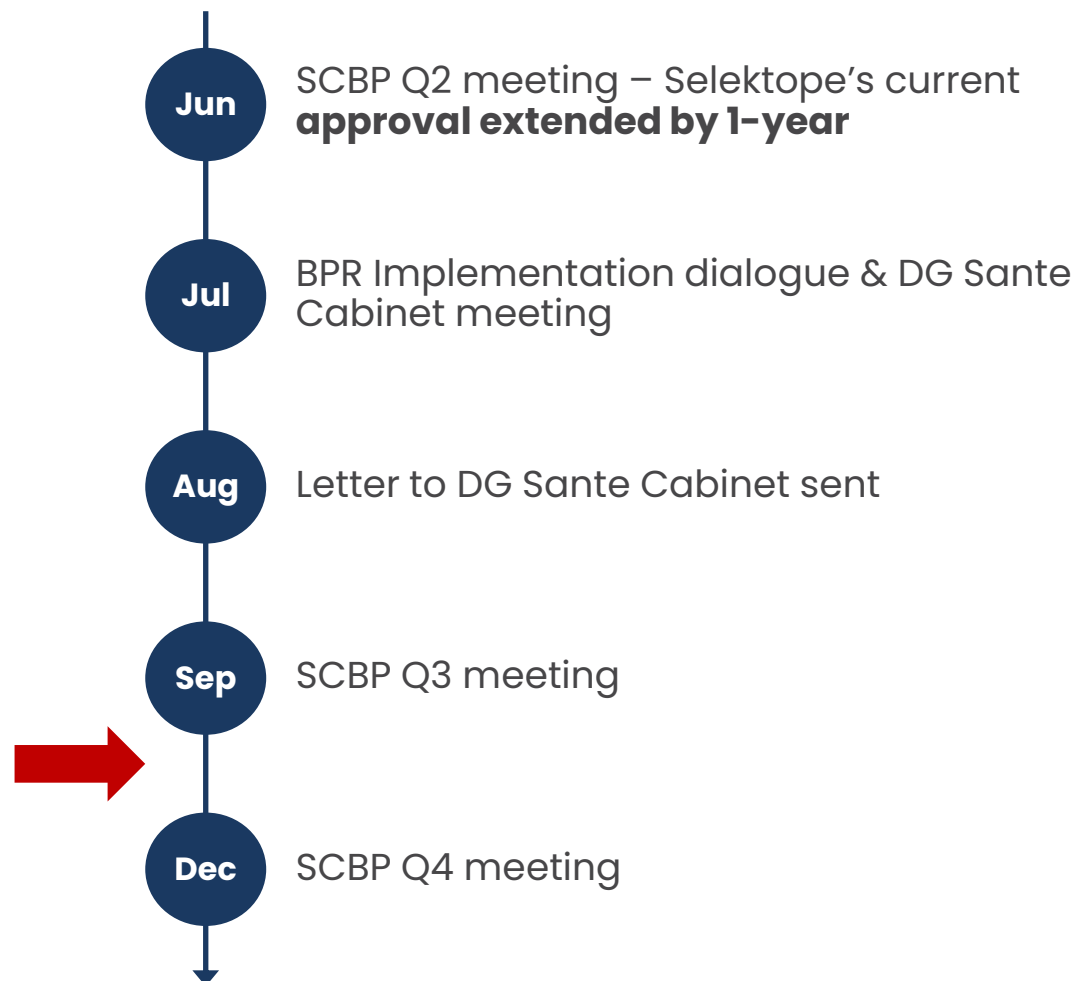 Jun
SCBP Q2 meeting – Selektope’s current
approval extended by 1-year
Jul
BPR Implementation dialogue & DG Sante
Cabinet meeting
Aug
Letter to DG Sante Cabinet sent
Sep
SCBP Q3 meeting
Dec
SCBP Q4 meeting